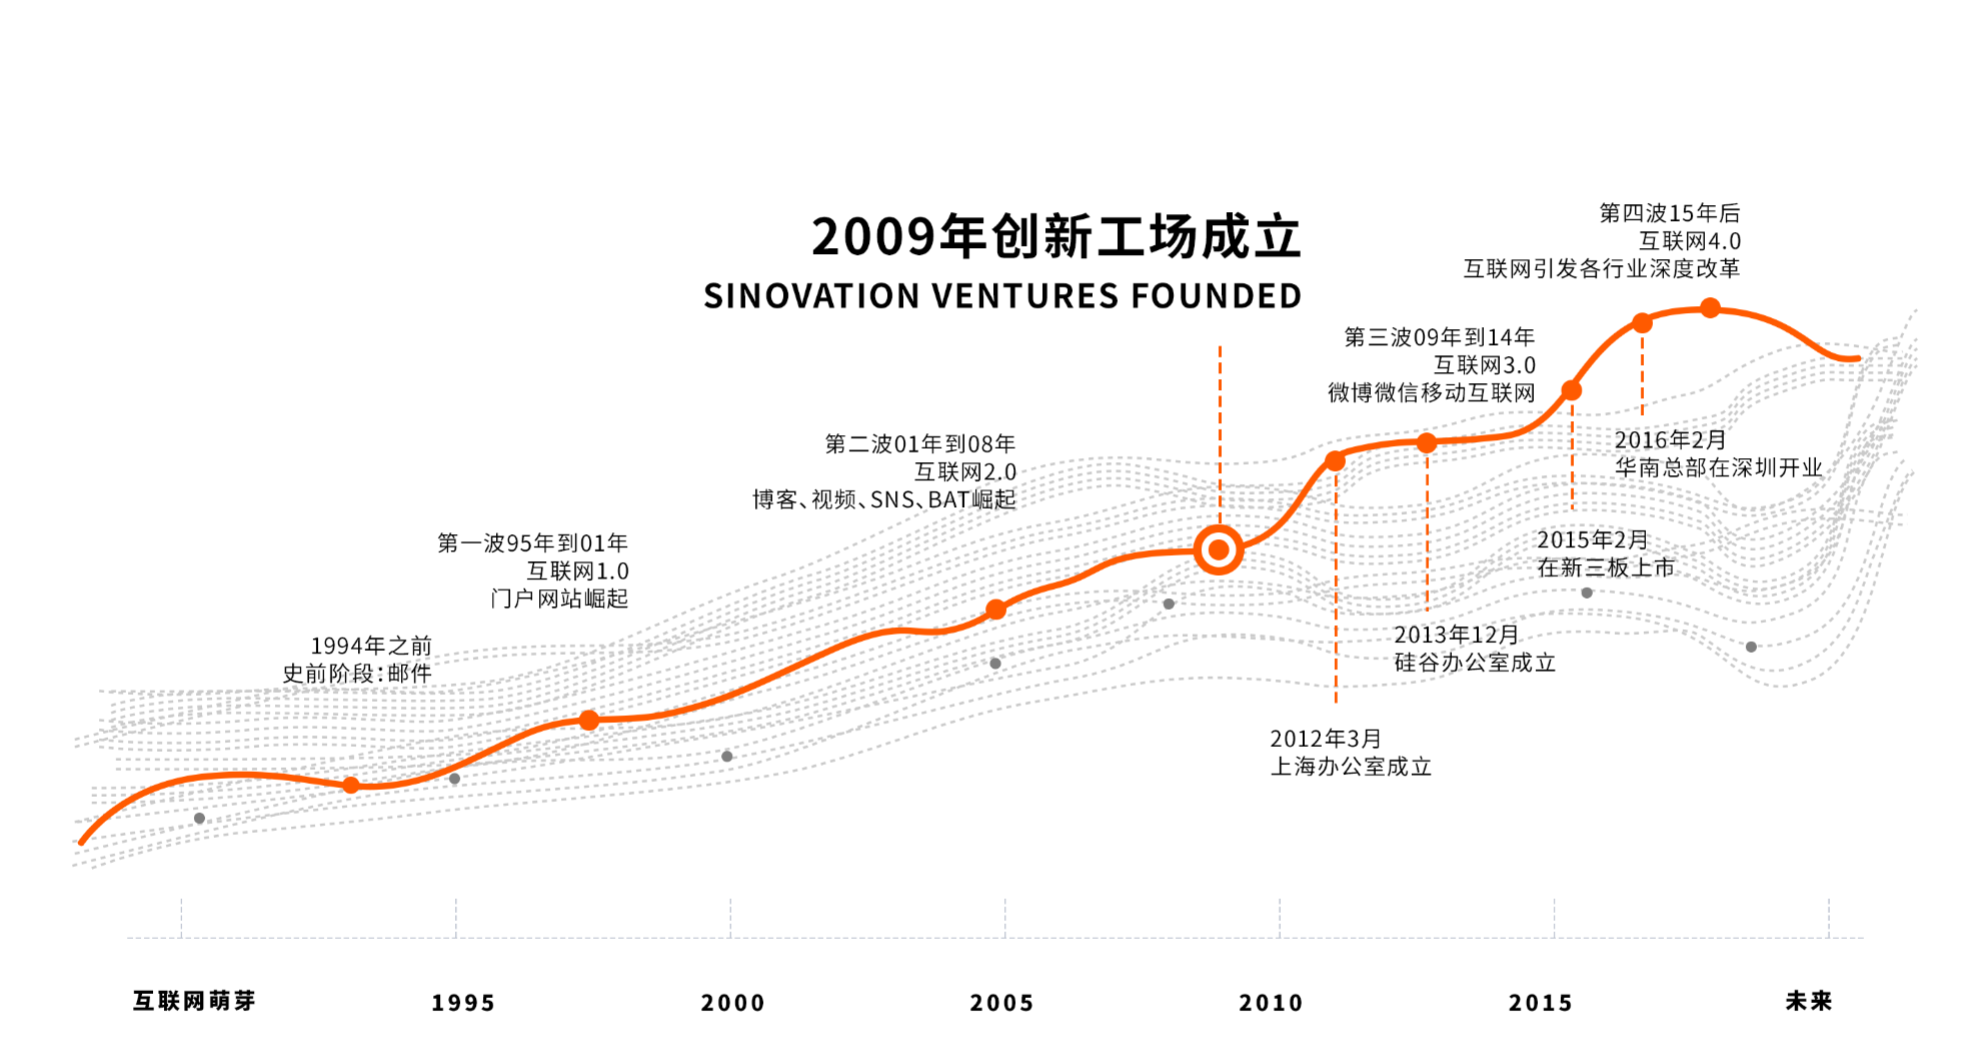 2009年创新工场成立
SINOVATION VENTURES FOUNDED
第四波15年后
互联网4.0
互联网引发各行业深度改革
第三波09年到14年
互联网3.0
微博微信移动互联网
第二波01年到08年
互联网2.0
博客、视频、SNS、BAT崛起
第一波95年到01年
互联网1.0
门户网站崛起
1994年之前
史前阶段：邮件
2016年2月
华南总部在深圳开业
2015年2月
在新三板上市
2013年12月
硅谷办公室成立
2012年3月
上海办公室成立
互联网萌芽
1995
2000
2005
2010
2015
未来